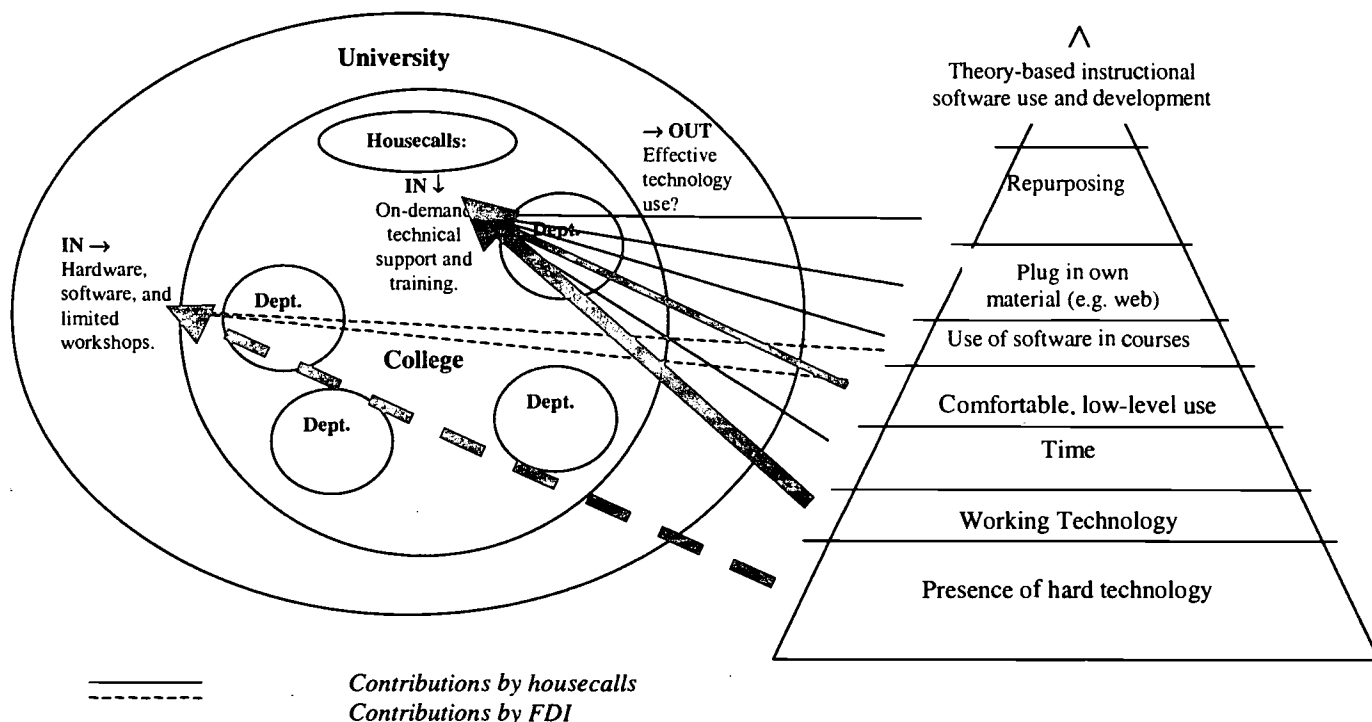 University
Housecalls:
IN ↓
On-demand
technical
support and
training.
→ OUT
Effective
technology
use?
Dept.
IN →
Hardware,
software, and
limited
workshops.
Dept.
College
Dept.
Dept.
Theory-based instructional
software use and development
Repurposing
Plug in own
material (e.g. web)
Use of software in courses
Comfortable, low-level use
Time
Working Technology
Presence of hard technology
Contributions by housecalls
Contributions by FDI